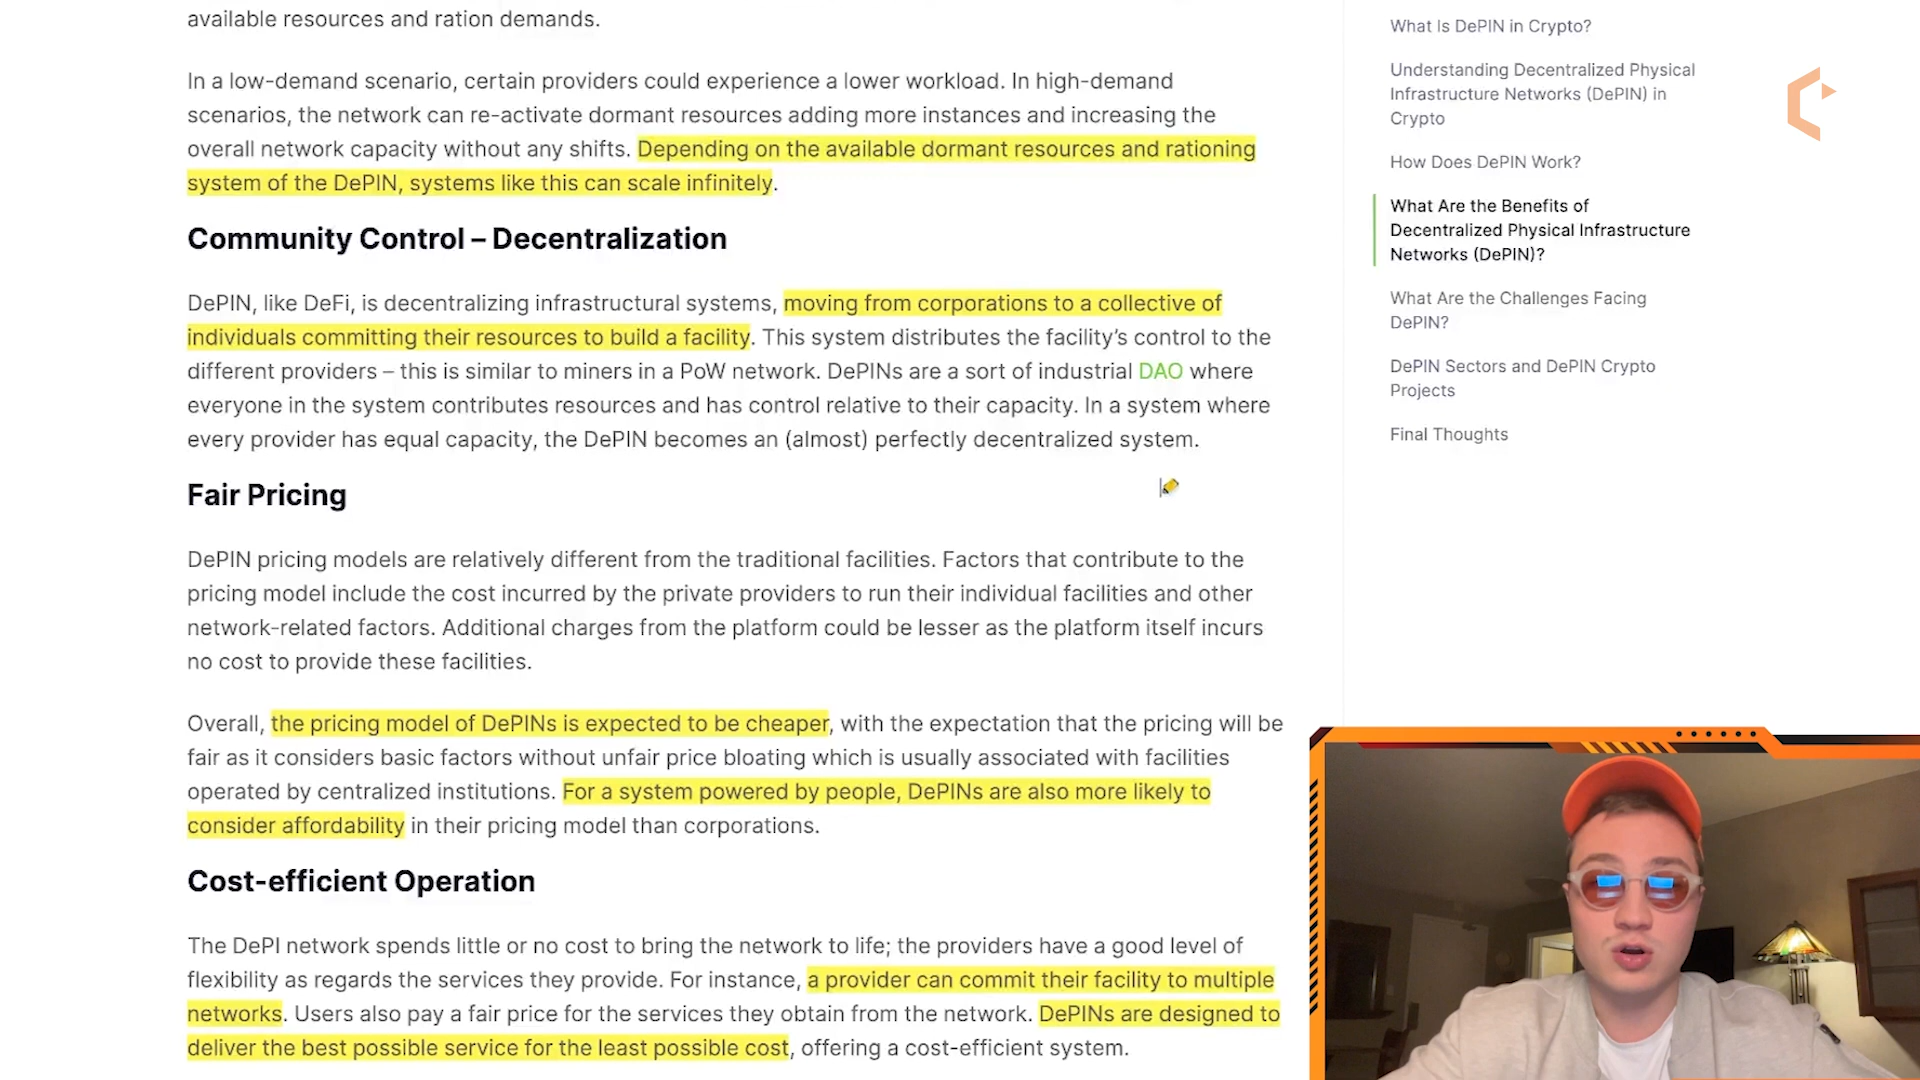 available resources and ration demands.
In a low-demand scenario, certain providers could experience a lower workload. In high-demand
scenarios, the network can re-activate dormant resources adding more instances and increasing the
overall network capacity without any shifts. Depending on the available dormant resources and rationing
system of the DePIN, systems like this can scale infinitely.
Community Control – Decentralization
DePIN, like DeFi, is decentralizing infrastructural systems, moving from corporations to a collective of
individuals committing their resources to build a facility. This system distributes the facility’s control to the
different providers – this is similar to miners in a PoW network. DePINs are a sort of industrial DAO where
everyone in the system contributes resources and has control relative to their capacity. In a system where
every provider has equal capacity, the DePIN becomes an (almost) perfectly decentralized system.
Fair Pricing
DePIN pricing models are relatively different from the traditional facilities. Factors that contribute to the
pricing model include the cost incurred by the private providers to run their individual facilities and other
network-related factors. Additional charges from the platform could be lesser as the platform itself incurs
no cost to provide these facilities.
Overall, the pricing model of DePINs is expected to be cheaper, with the expectation that the pricing will be
fair as it considers basic factors without unfair price bloating which is usually associated with facilities
operated by centralized institutions. For a system powered by people, DePINs are also more likely to
consider affordability in their pricing model than corporations.
Cost-efficient Operation
The DePI network spends little or no cost to bring the network to life; the providers have a good level of
flexibility as regards the services they provide. For instance, a provider can commit their facility to multiple
networks. Users also pay a fair price for the services they obtain from the network. DePINs are designed to
deliver the best possible service for the least possible cost, offering a cost-efficient system.
What Is DePIN in Crypto?
Understanding Decentralized Physical
Infrastructure Networks (DePIN) in
Crypto
How Does DePIN Work?
What Are the Benefits of
Decentralized Physical Infrastructure
Networks (DePIN)?
What Are the Challenges Facing
DePIN?
DePIN Sectors and DePIN Crypto
Projects
Final Thoughts